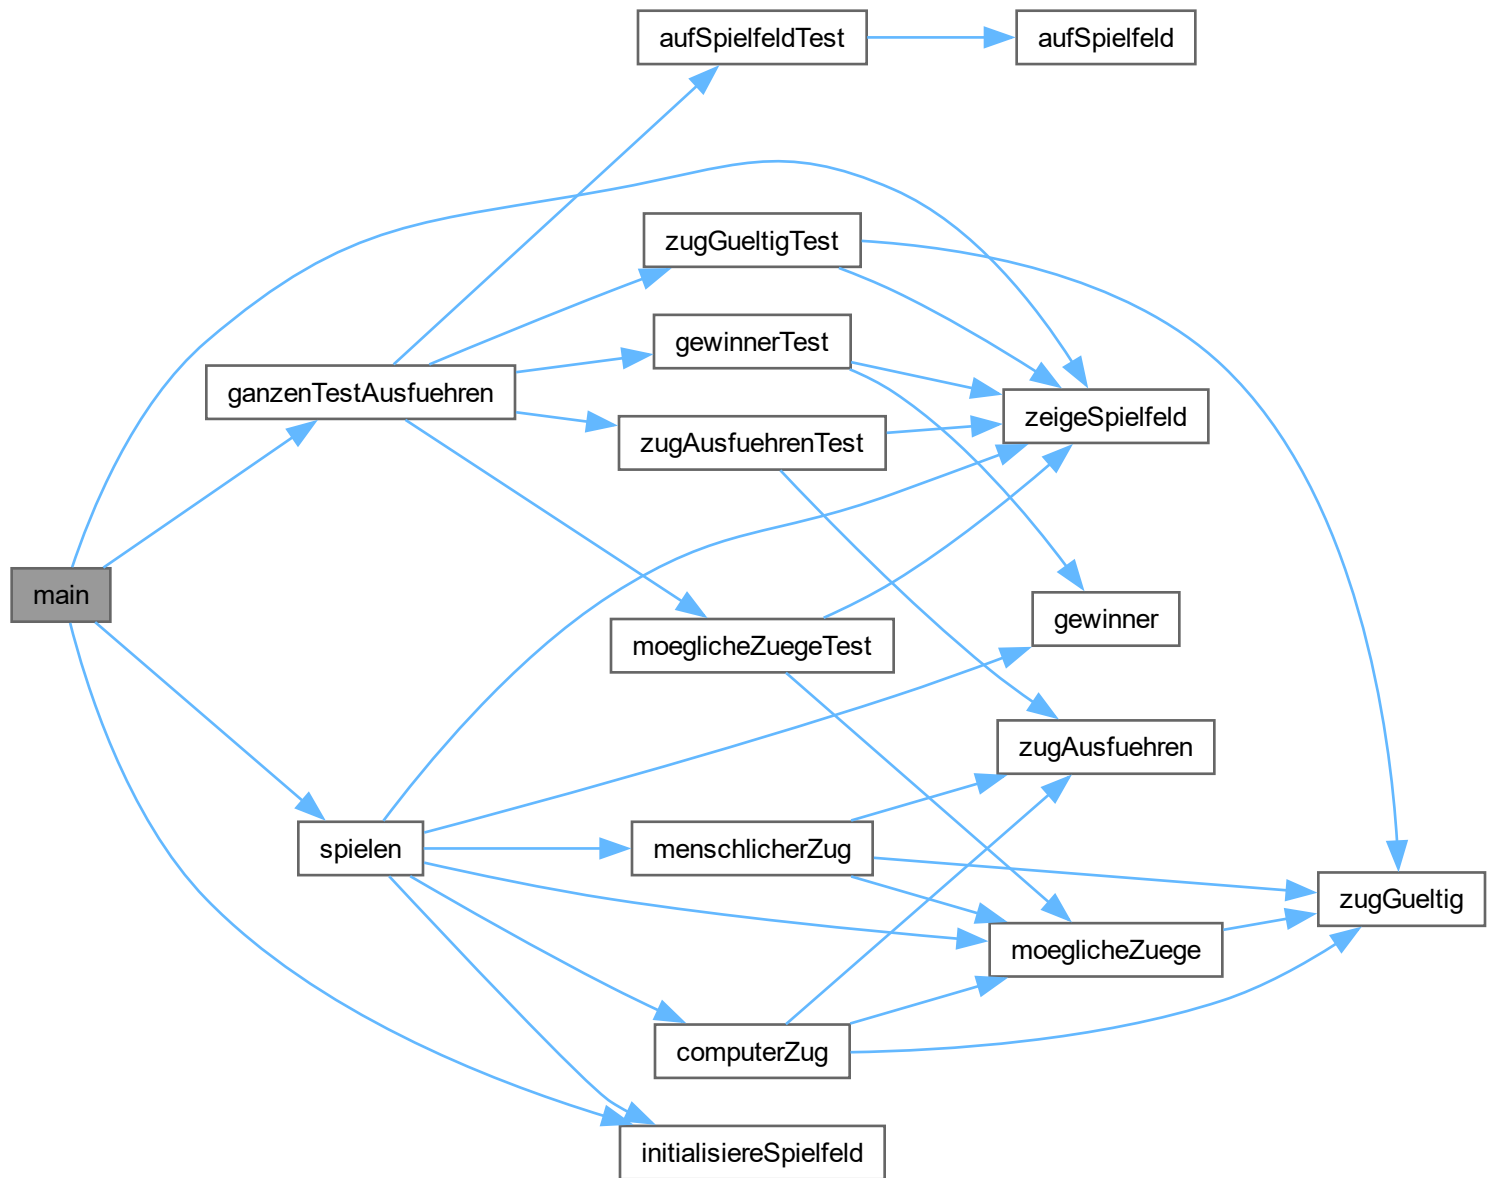 aufSpielfeldTest
aufSpielfeld
zugGueltigTest
gewinnerTest
ganzenTestAusfuehren
zeigeSpielfeld
zugAusfuehrenTest
main
gewinner
moeglicheZuegeTest
zugAusfuehren
spielen
menschlicherZug
zugGueltig
moeglicheZuege
computerZug
initialisiereSpielfeld